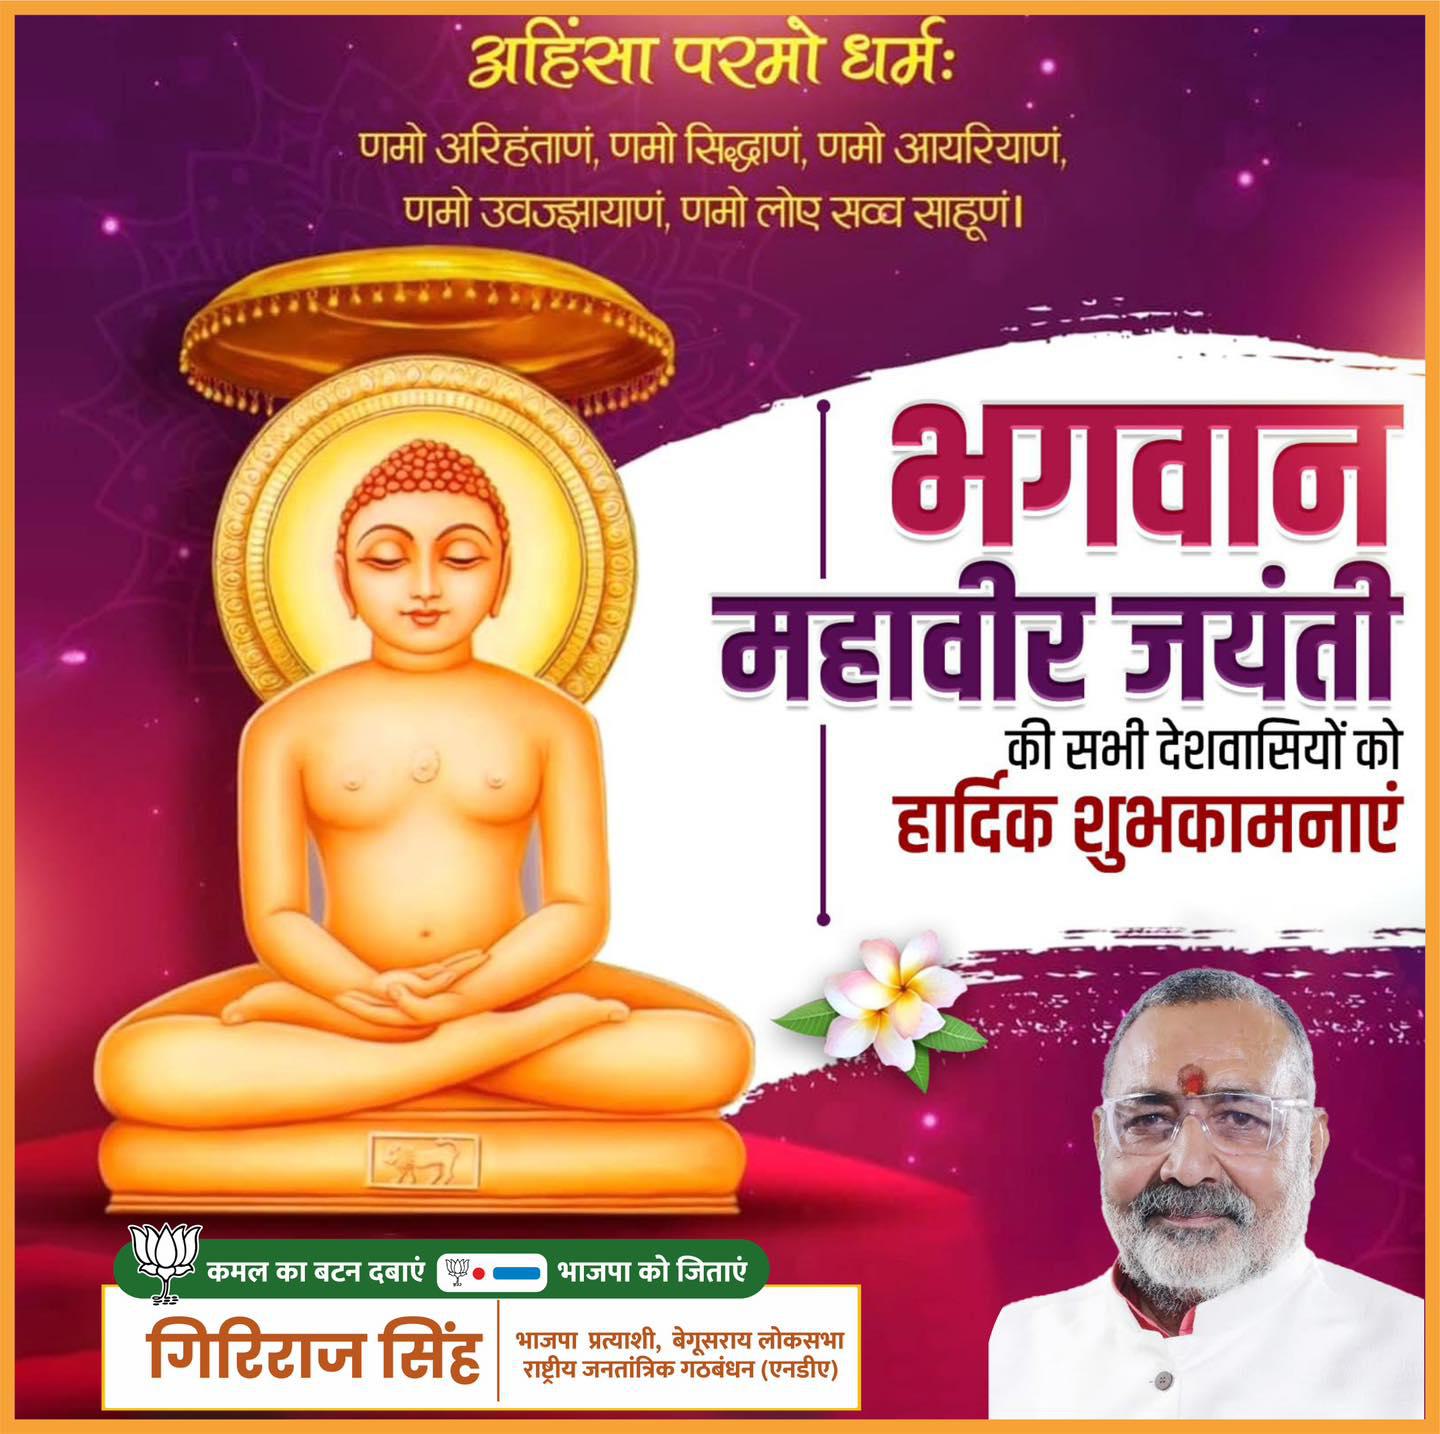 अहिंसा परमो धर्म:
णमो अरिहंताणं, णमो सिद्धाणं, णमो आयरियाणं,
णमो उवज्झायाणं, णमो लोए सव्व साहूणं।
भगवान
महावीर जयंती
की सभी देशवासियों को
हार्दिक शुभकामनाएं
कमल का बटन दबाएं भाजपा को जिताएं
गिरिराज सिंह
भाजपा प्रत्याशी, बेगूसराय लोकसभा
राष्ट्रीय जनतांत्रिक गठबंधन (एनडीए)